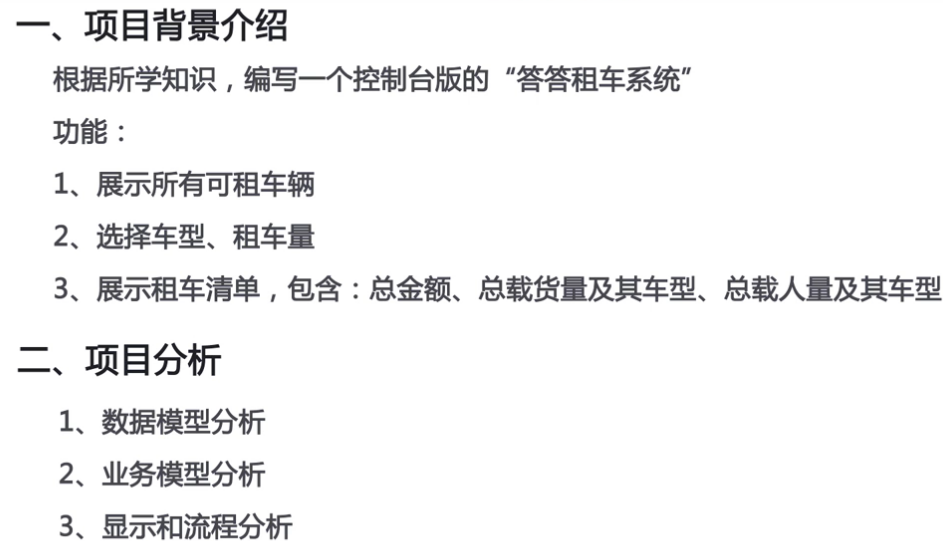 一、项目背景介绍
根据所学知识，编写一个控制台版的“答答租车系统”
功能：
1、展示所有可租车辆
2、选择车型、租车量
3、展示租车清单，包含：总金额、总载货量及其车型、总载人量及其车型
二、项目分析
1、数据模型分析
2、业务模型分析
3、显示和流程分析